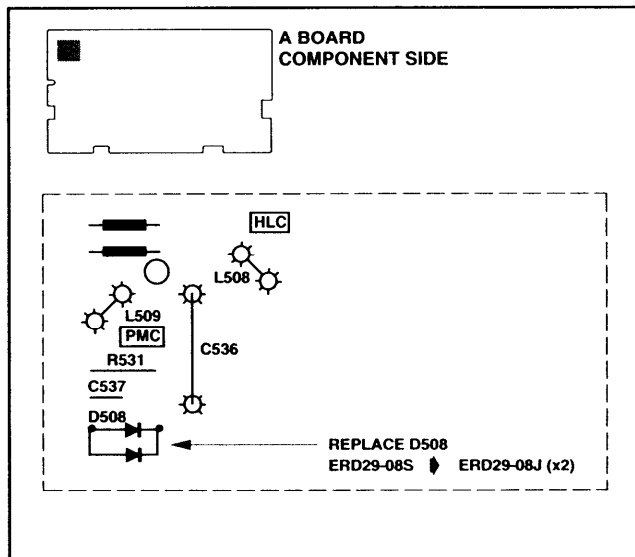 A BOARD
COMPONENT SIDE
HLC
L508
L509
PMC
C536
R531
C537
D508
REPLACE D508
ERD29-08S ERD29-08J (x2)